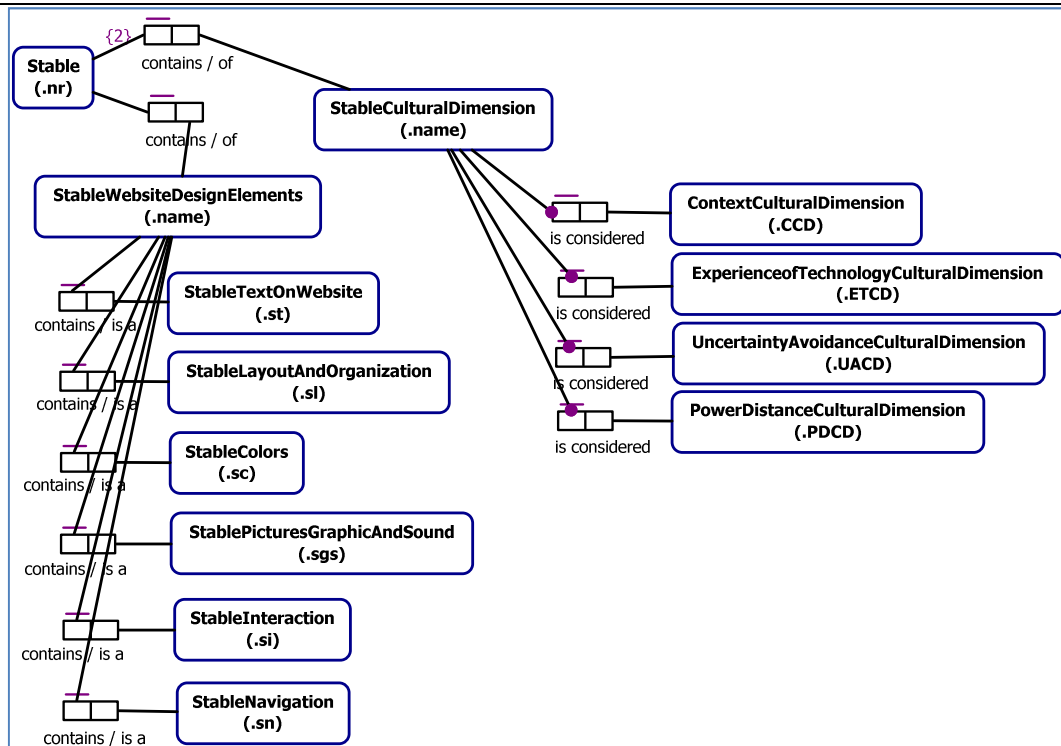 {2}
contains / of
Stable
(.nr)
contains / of
StableCulturalDimension
(.name)
StableWebsiteDesignElements
(.name)
is considered
ContextCulturalDimension
(.CCD)
is considered
ExperienceofTechnologyCulturalDimension
(.ETCD)
is considered
UncertaintyAvoidanceCulturalDimension
(.UACD)
is considered
PowerDistanceCulturalDimension
(.PDCD)
contains / is a
StableTextOnWebsite
(.st)
contains / is a
StableLayoutAndOrganization
(.sl)
contains / is a
StableColors
(.sc)
contains / is a
StablePicturesGraphicAndSound
(.sgs)
contains / is a
StableInteraction
(.si)
contains / is a
StableNavigation
(.sn)